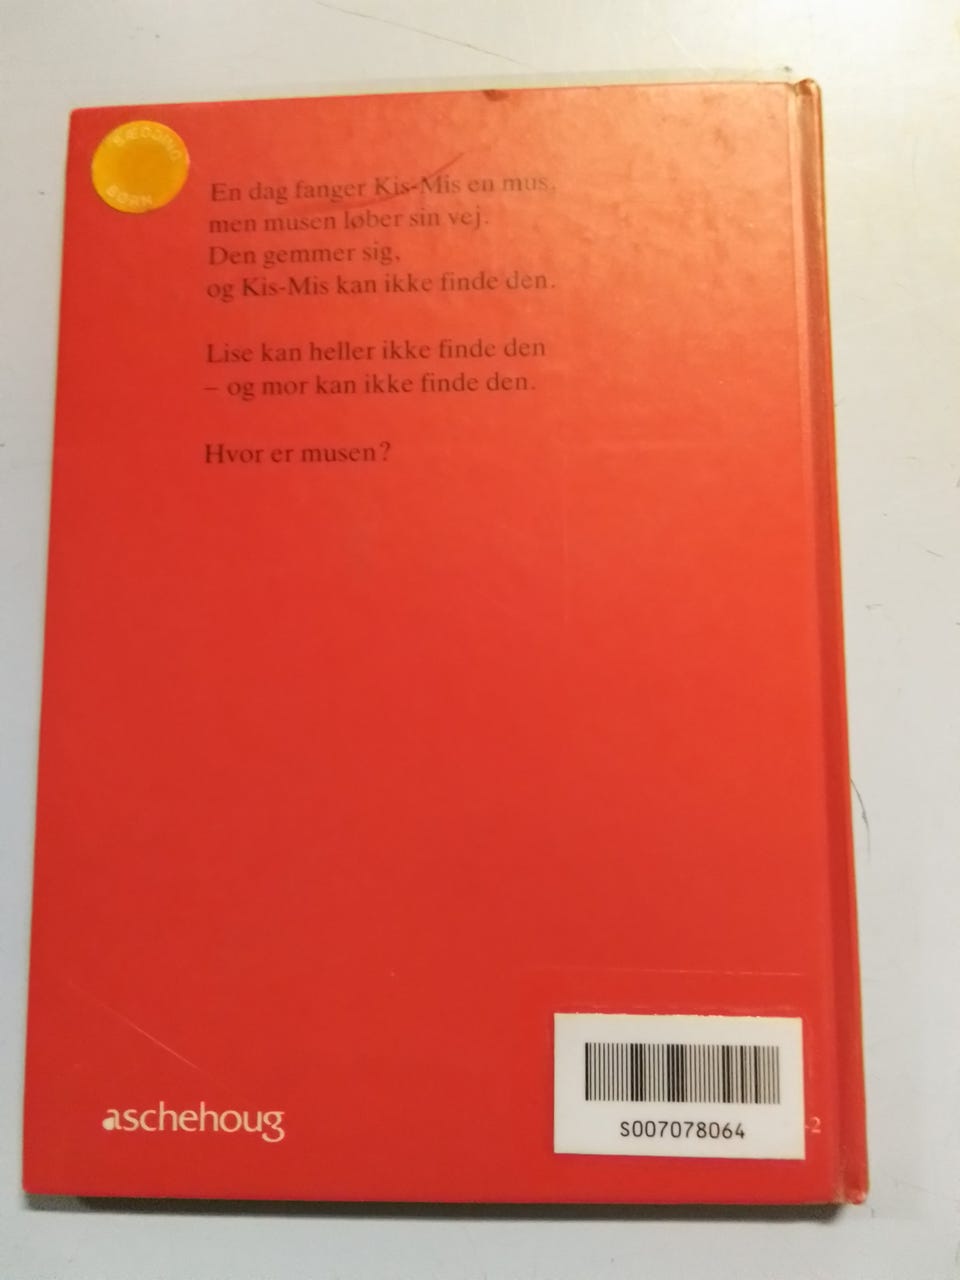 SÆDDING
BØRN
En dag fanger Kis-Mis en mus,
men musen løber sin vej.
Den gemmer sig,
og Kis-Mis kan ikke finde den.
Lise kan heller ikke finde den
– og mor kan ikke finde den.
Hvor er musen?
aschehoug
S007078064
-2